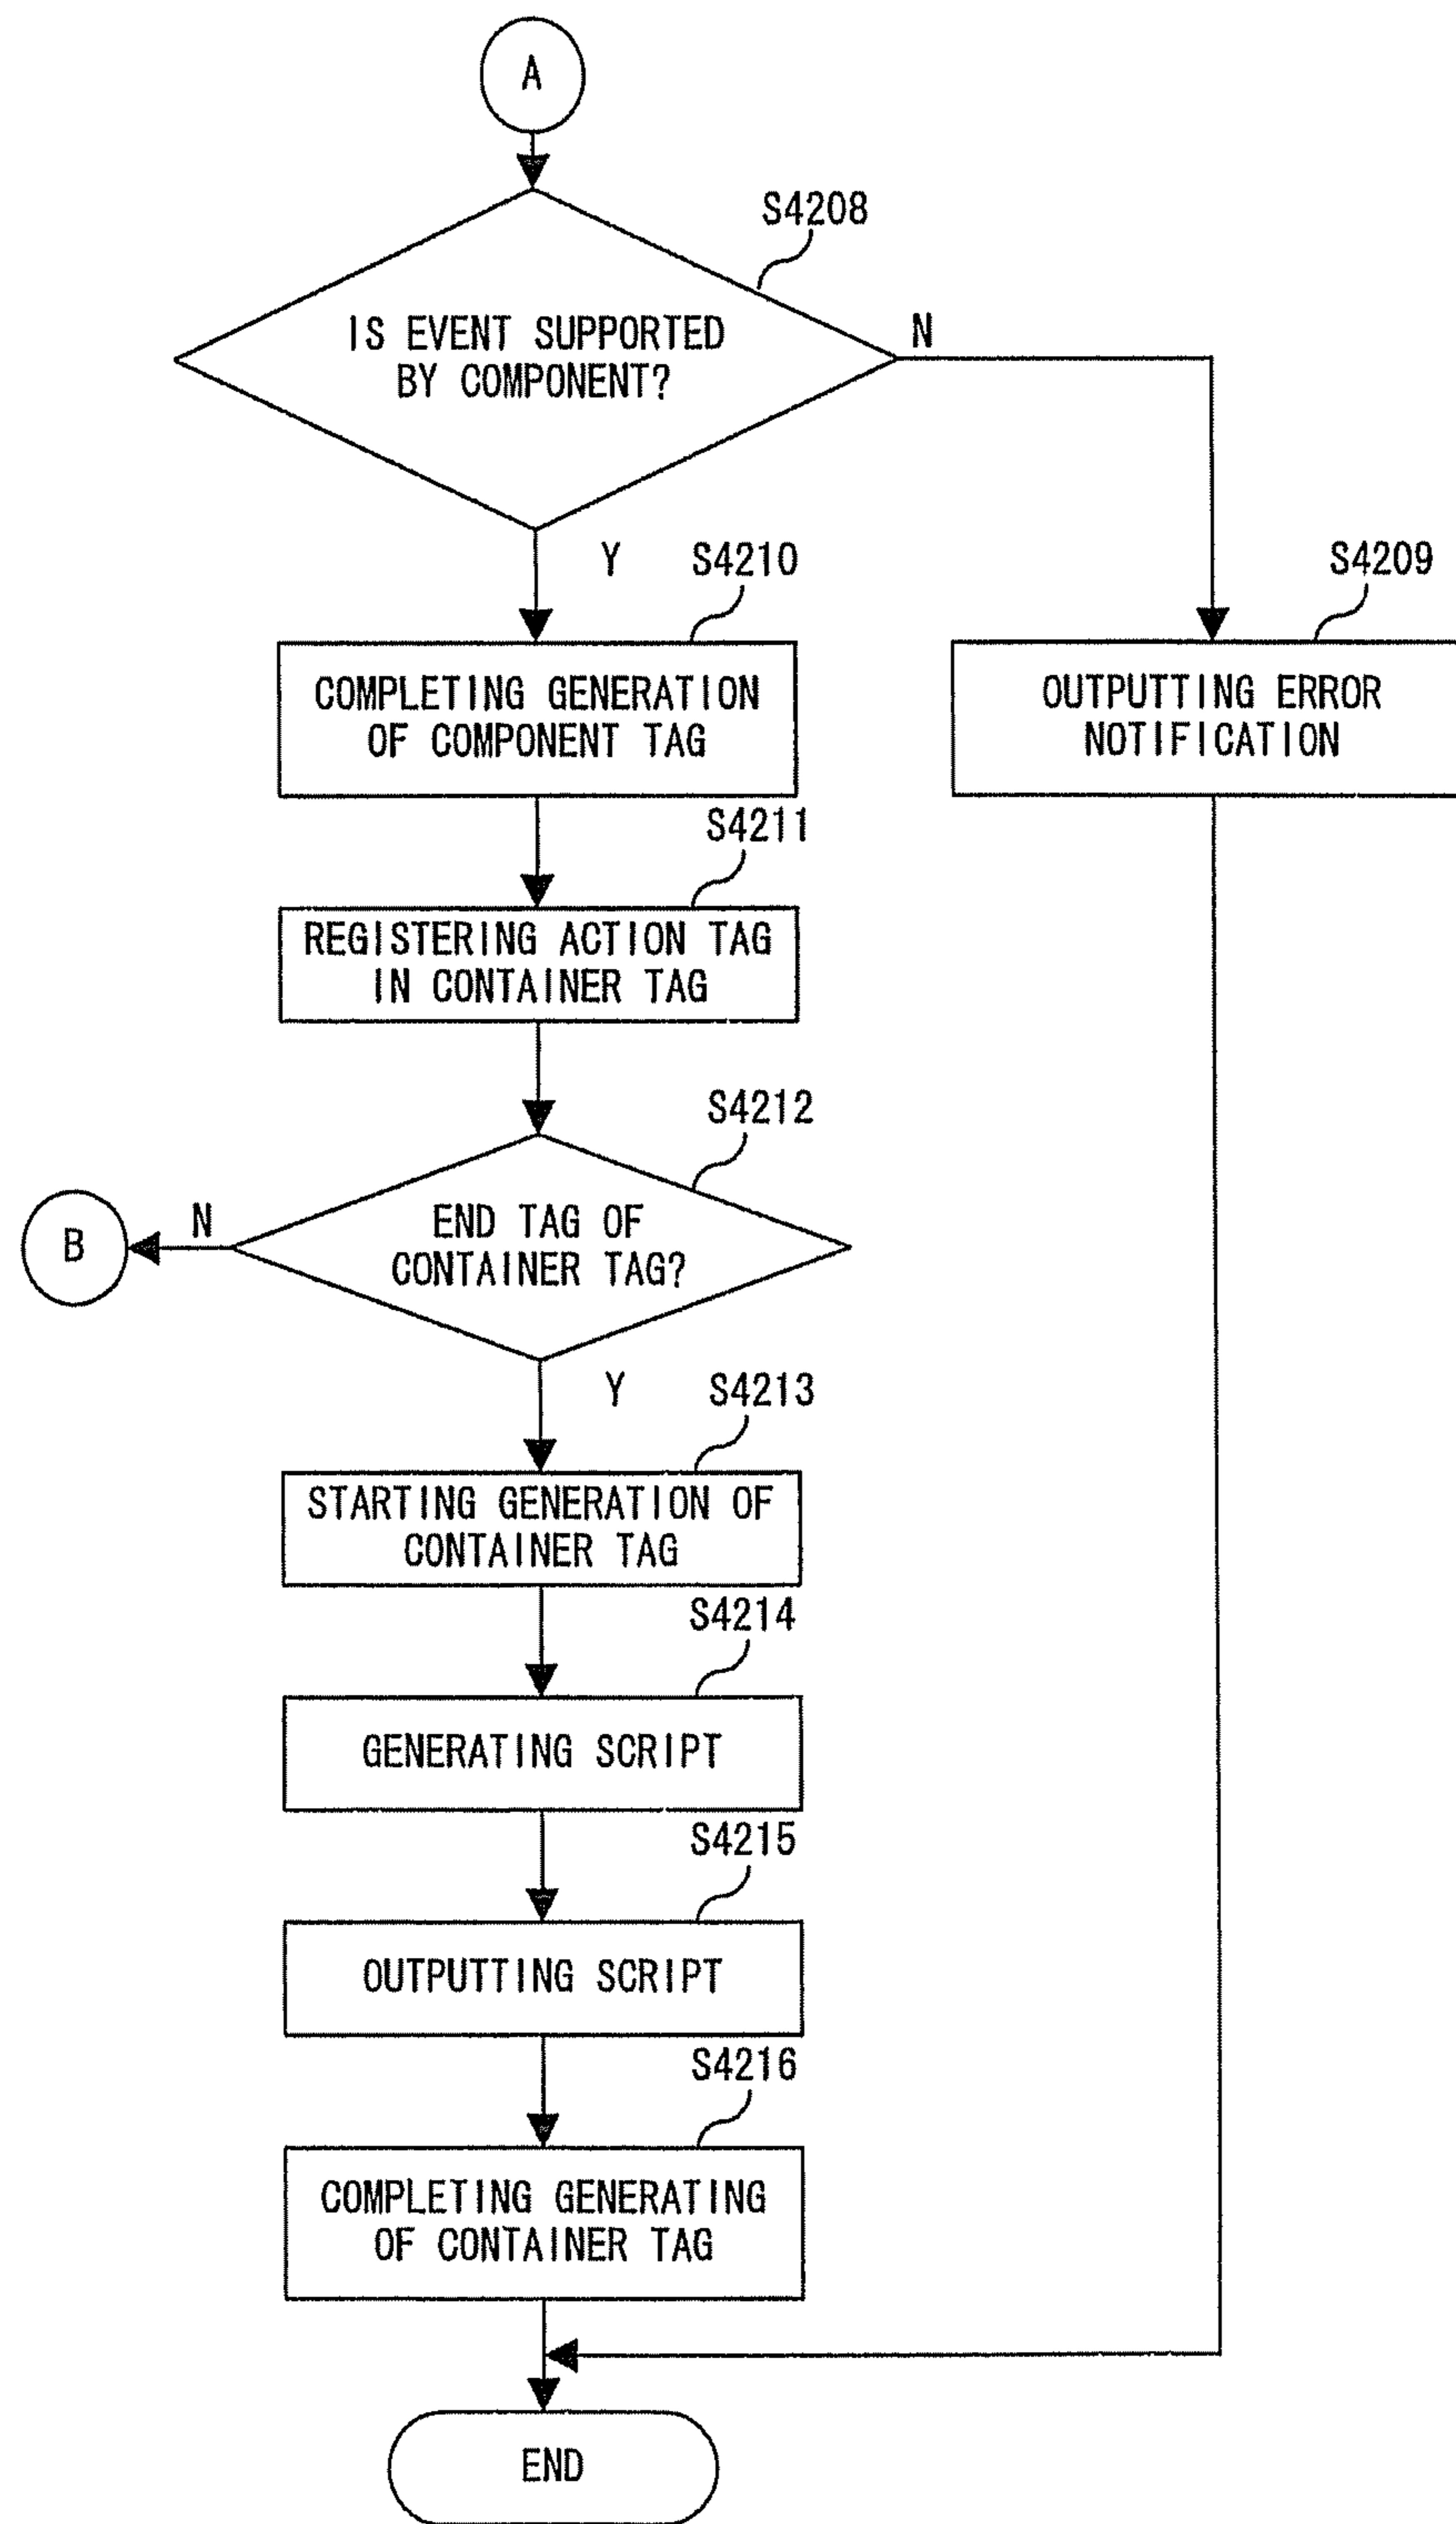 A
S4208
IS EVENT SUPPORTED
BY COMPONENT?
N
Y
S4210
S4209
COMPLETING GENERATION
OF COMPONENT TAG
OUTPUTTING ERROR
NOTIFICATION
S4211
REGISTERING ACTION TAG
IN CONTAINER TAG
S4212
END TAG OF
CONTAINER TAG?
N
B
Y
S4213
STARTING GENERATION OF
CONTAINER TAG
S4214
GENERATING SCRIPT
S4215
OUTPUTTING SCRIPT
S4216
COMPLETING GENERATING
OF CONTAINER TAG
END